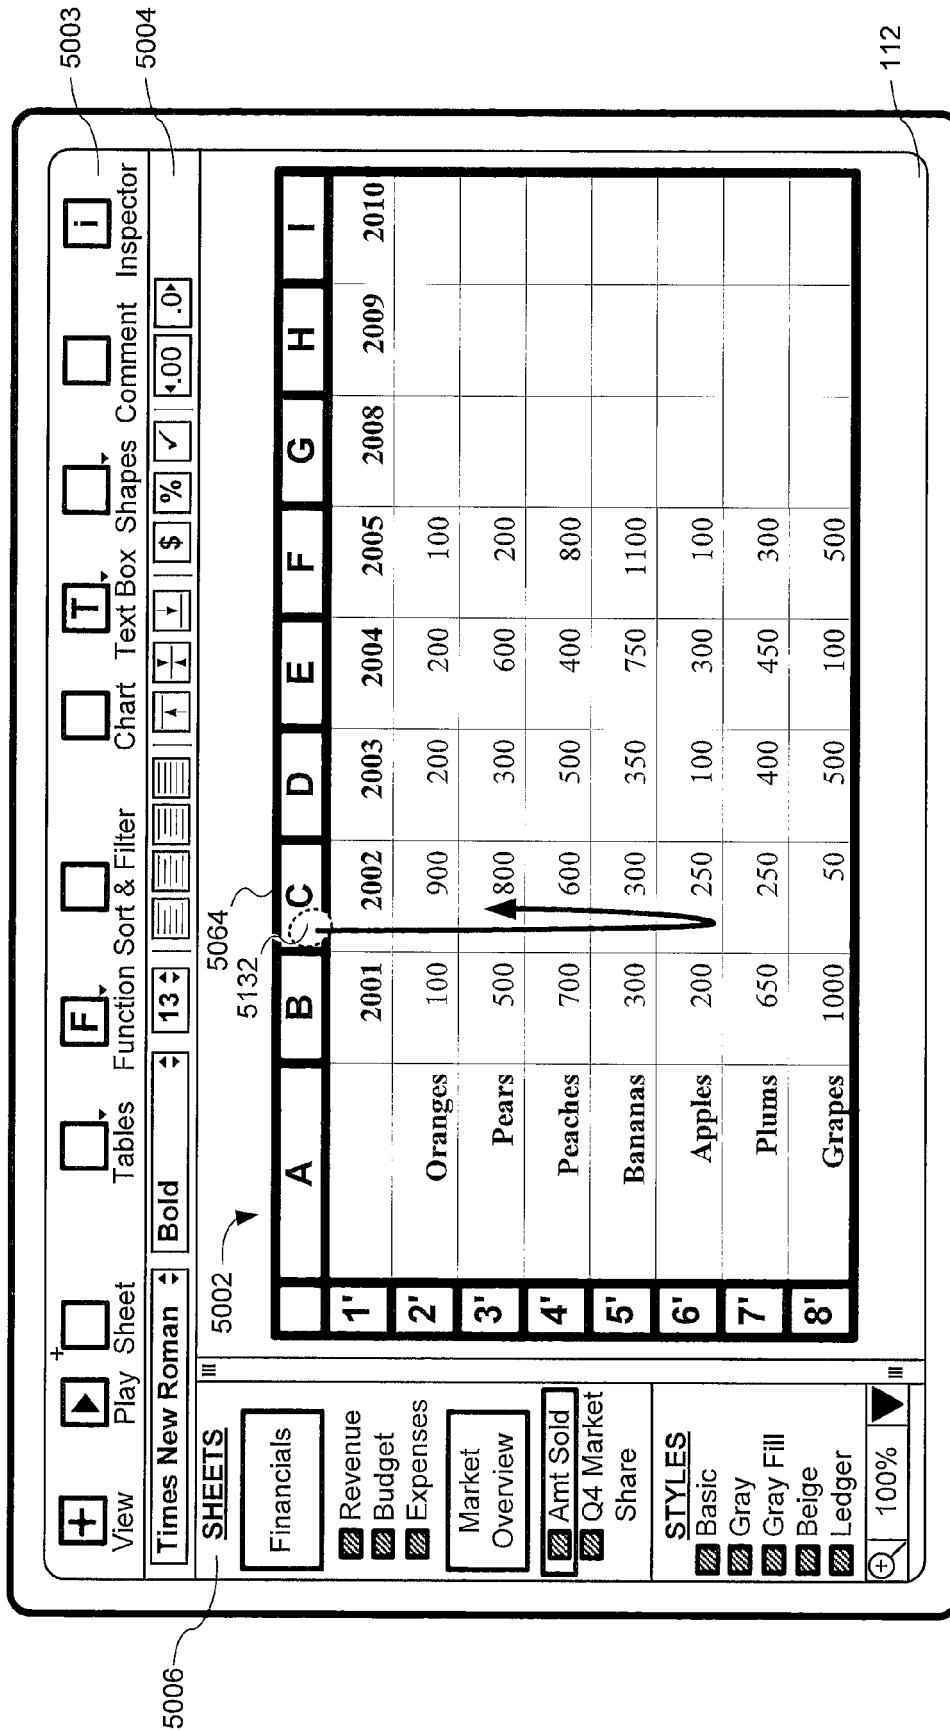 5003
5004
View Play Sheet Tables Function Sort & Filter Chart Text Box Shapes Comment Inspector
+ F T i
Times New Roman Bold 13 $ % ✓ .00 .0
5006
SHEETS
Financials
Revenue
Budget
Expenses
Market
Overview
Amt Sold
Q4 Market
Share
STYLES
Basic
Gray
Gray Fill
Beige
Ledger
100%
5002
5132
5064
A B C D E F G H I
1' 2001 2002 2003 2004 2005 2008 2009 2010
2' Oranges 100 900 200 200 100
3' Pears 500 800 300 600 200
4' Peaches 700 600 500 400 800
5' Bananas 300 300 350 750 1100
6' Apples 200 250 100 300 100
7' Plums 650 250 400 450 300
8' Grapes 1000 50 500 100 500
112